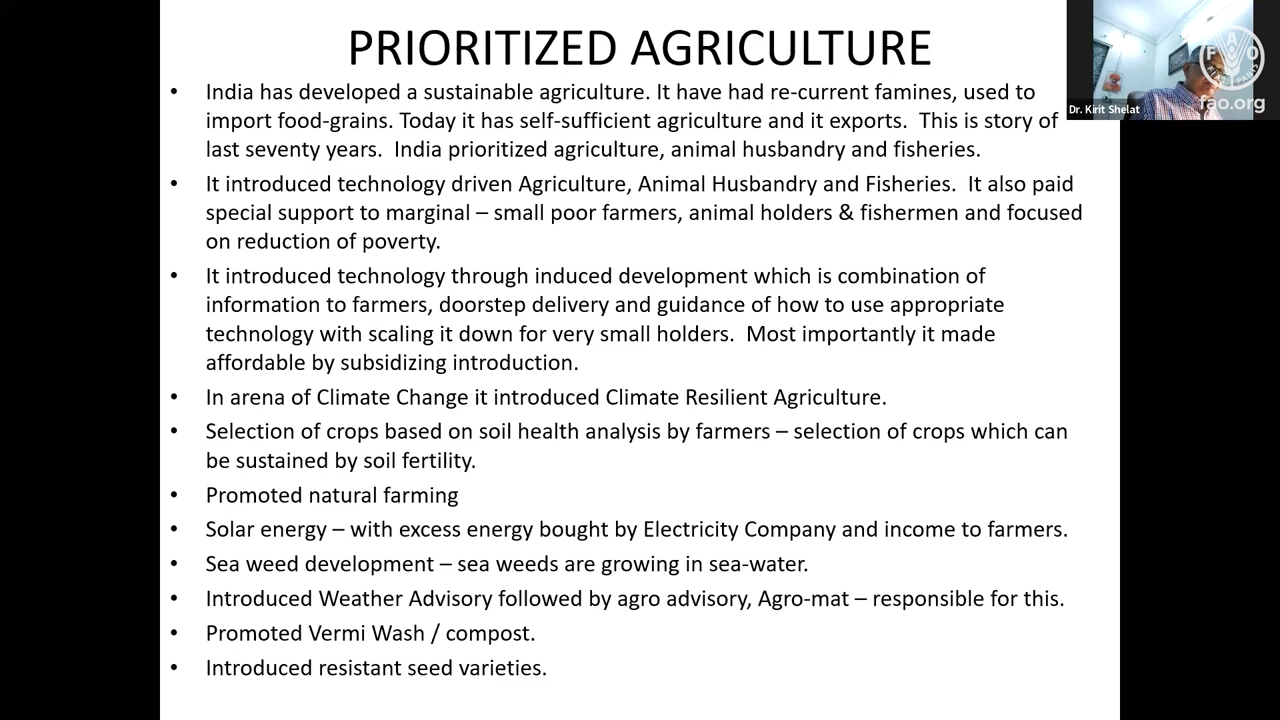 PRIORITIZED AGRICULTURE
• India has developed a sustainable agriculture. It have had re-current famines, used to
import food-grains. Today it has self-sufficient agriculture and it exports.  This is story of
last seventy years.  India prioritized agriculture, animal husbandry and fisheries.
• It introduced technology driven Agriculture, Animal Husbandry and Fisheries.  It also paid
special support to marginal – small poor farmers, animal holders & fishermen and focused
on reduction of poverty.
• It introduced technology through induced development which is combination of
information to farmers, doorstep delivery and guidance of how to use appropriate
technology with scaling it down for very small holders.  Most importantly it made
affordable by subsidizing introduction.
• In arena of Climate Change it introduced Climate Resilient Agriculture.
• Selection of crops based on soil health analysis by farmers – selection of crops which can
be sustained by soil fertility.
• Promoted natural farming
• Solar energy – with excess energy bought by Electricity Company and income to farmers.
• Sea weed development – sea weeds are growing in sea-water.
• Introduced Weather Advisory followed by agro advisory, Agro-mat – responsible for this.
• Promoted Vermi Wash / compost.
• Introduced resistant seed varieties.
Dr. Kirit Shelat
F A O
FIAT PANIS
fao.org